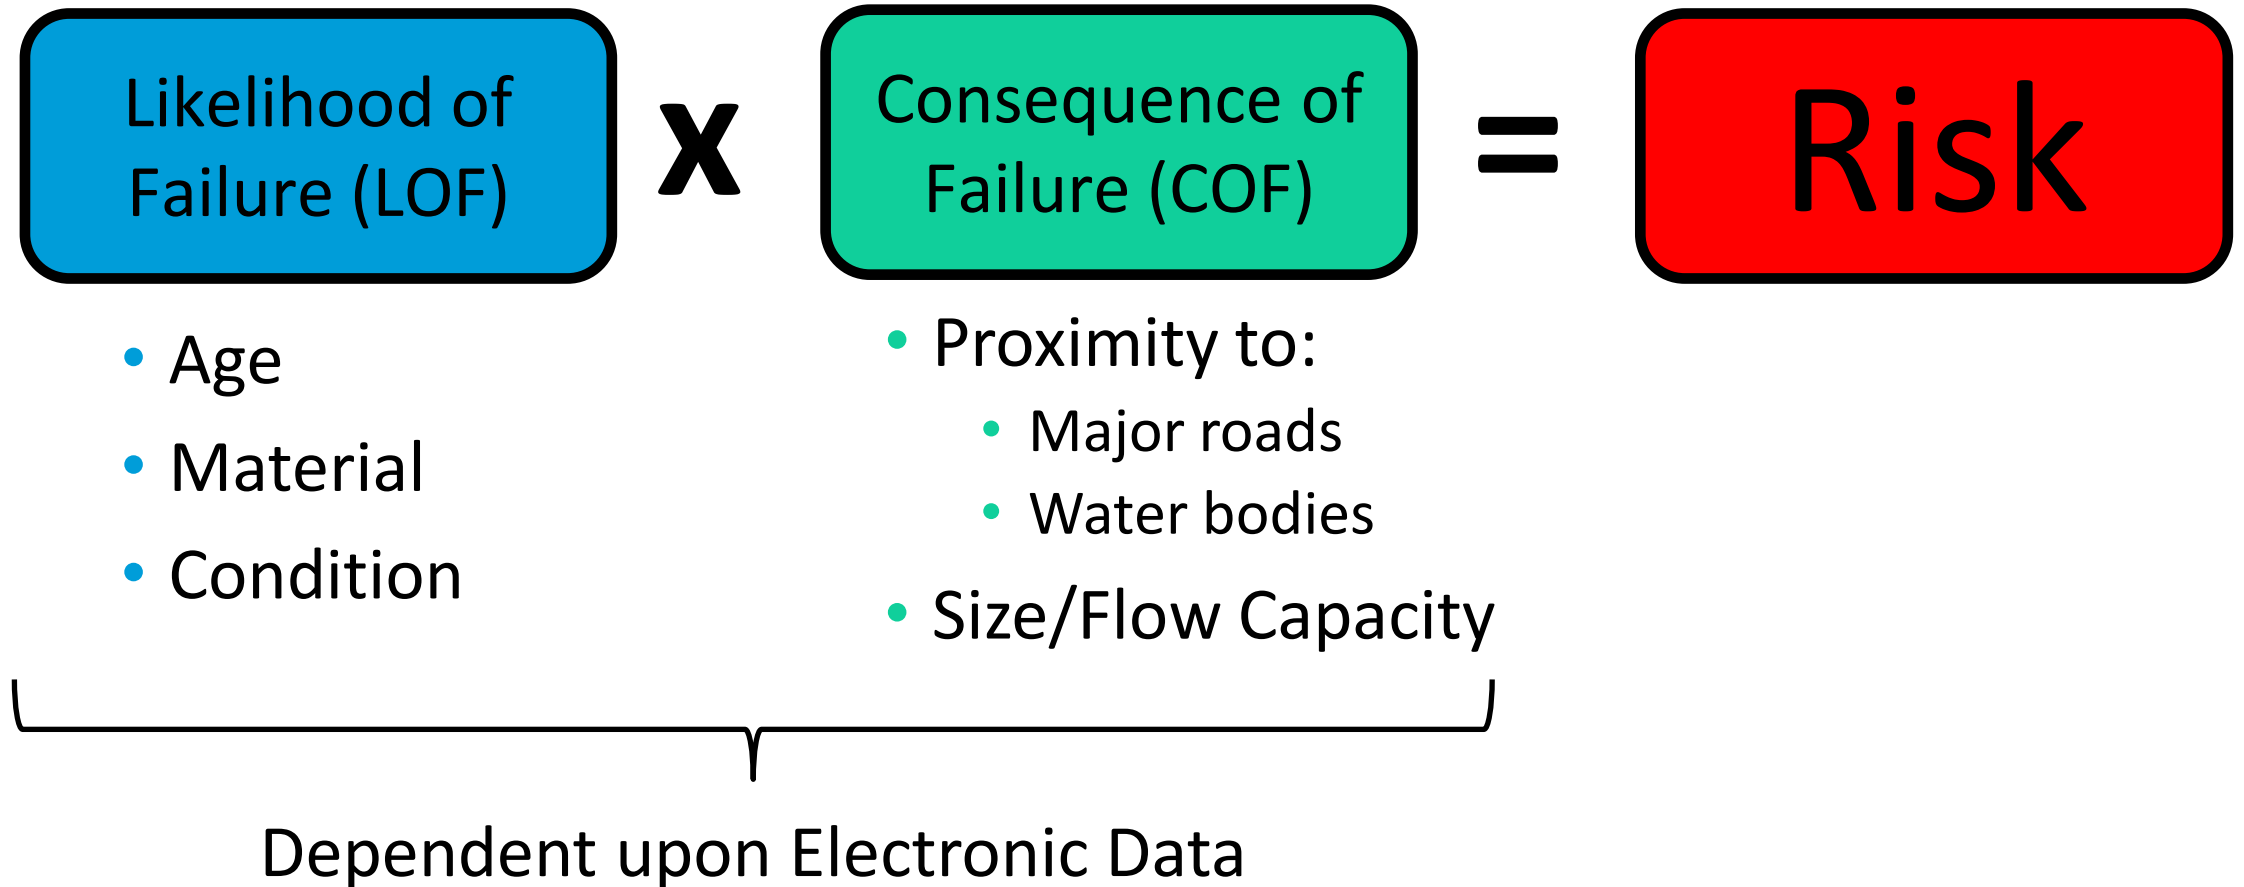 Likelihood of
Failure (LOF)
x
Consequence of
Failure (COF)
=
Risk
• Age
• Material
• Condition
• Proximity to:
• Major roads
• Water bodies
• Size/Flow Capacity
Dependent upon Electronic Data